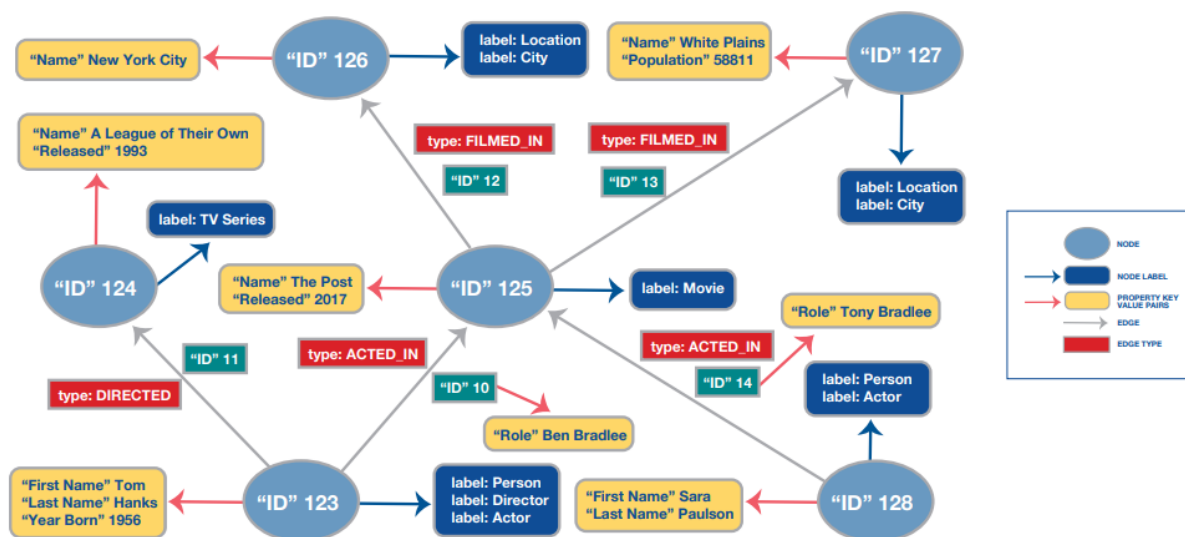 “Name” New York City
“ID” 126
label: Location
label: City
“Name” White Plains
“Population” 58811
“ID” 127
“Name” A League of Their Own
“Released” 1993
type: FILMED_IN
“ID” 12
type: FILMED_IN
“ID” 13
label: Location
label: City
label: TV Series
“ID” 124
“Name” The Post
“Released” 2017
“ID” 125
label: Movie
“Role” Tony Bradlee
“ID” 11
type: DIRECTED
type: ACTED_IN
“ID” 10
“Role” Ben Bradlee
type: ACTED_IN
“ID” 14
label: Person
label: Actor
“First Name” Tom
“Last Name” Hanks
“Year Born” 1956
“ID” 123
label: Person
label: Director
label: Actor
“First Name” Sara
“Last Name” Paulson
“ID” 128
NODE
NODE LABEL
PROPERTY KEY
VALUE PAIRS
EDGE
EDGE TYPE